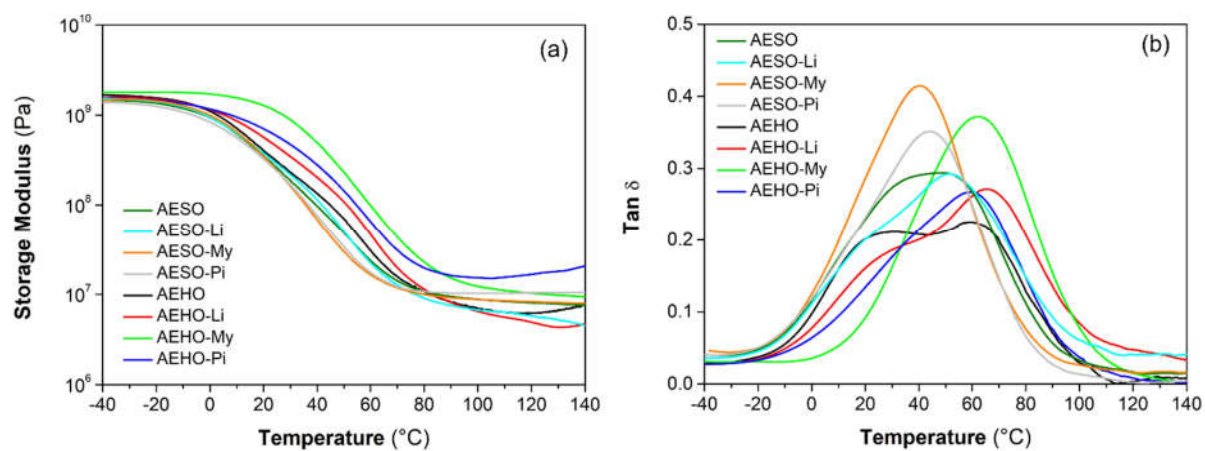 (a)
Storage Modulus (Pa)
10¹⁰
10⁹
10⁸
10⁷
10⁶
AESO
AESO-Li
AESO-My
AESO-Pi
AEHO
AEHO-Li
AEHO-My
AEHO-Pi
-40 -20 0 20 40 60 80 100 120 140
Temperature (°C)
(b)
Tan δ
0.5
0.4
0.3
0.2
0.1
0.0
AESO
AESO-Li
AESO-My
AESO-Pi
AEHO
AEHO-Li
AEHO-My
AEHO-Pi
-40 -20 0 20 40 60 80 100 120 140
Temperature (°C)